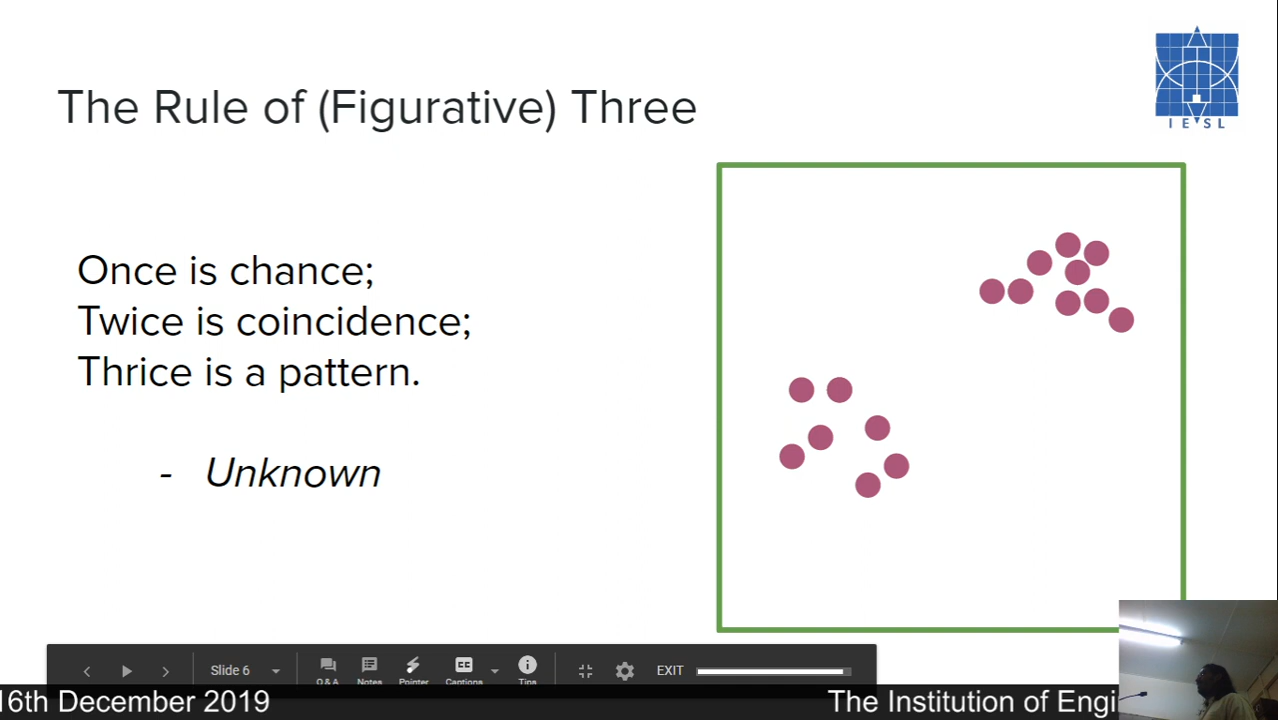 The Rule of (Figurative) Three
IESL
Once is chance;
Twice is coincidence;
Thrice is a pattern.
- Unknown
Slide 6
Q & A
Notes
Pointer
Captions
Tips
EXIT
16th December 2019
The Institution of Engi